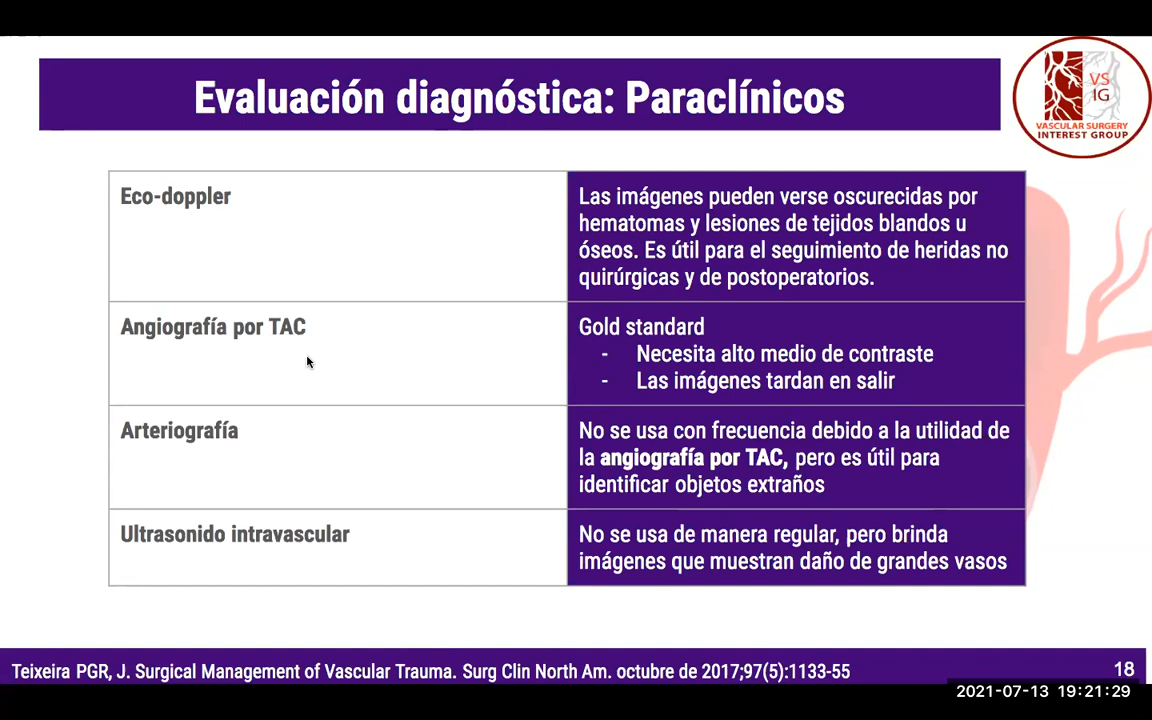 Evaluación diagnóstica: Paraclínicos
VS
IG
VASCULAR SURGERY
INTEREST GROUP
Eco-doppler
Las imágenes pueden verse oscurecidas por
hematomas y lesiones de tejidos blandos u
óseos. Es útil para el seguimiento de heridas no
quirúrgicas y de postoperatorios.
Angiografía por TAC
Gold standard
- Necesita alto medio de contraste
- Las imágenes tardan en salir
Arteriografía
No se usa con frecuencia debido a la utilidad de
la angiografía por TAC, pero es útil para
identificar objetos extraños
Ultrasonido intravascular
No se usa de manera regular, pero brinda
imágenes que muestran daño de grandes vasos
Teixeira PGR, J. Surgical Management of Vascular Trauma. Surg Clin North Am. octubre de 2017;97(5):1133-55
18
2021-07-13 19:21:29